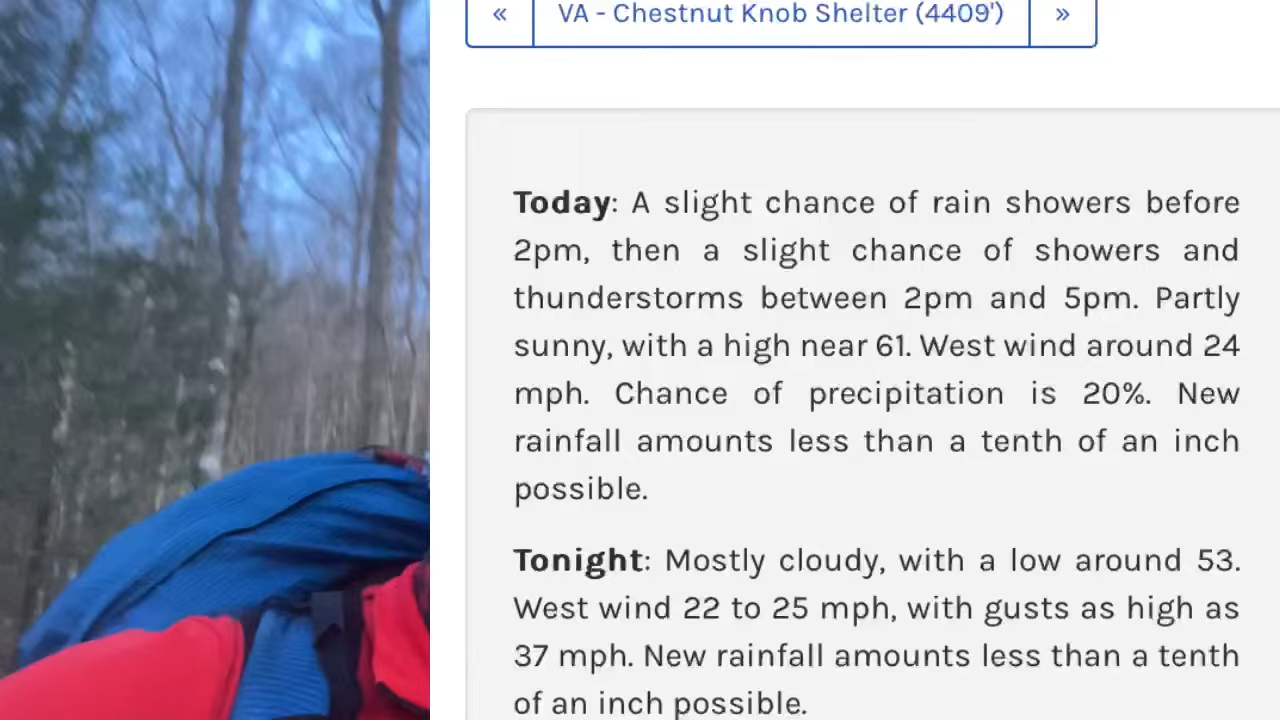 « VA - Chestnut Knob Shelter (4409') »
Today: A slight chance of rain showers before
2pm, then a slight chance of showers and
thunderstorms between 2pm and 5pm. Partly
sunny, with a high near 61. West wind around 24
mph. Chance of precipitation is 20%. New
rainfall amounts less than a tenth of an inch
possible.
Tonight: Mostly cloudy, with a low around 53.
West wind 22 to 25 mph, with gusts as high as
37 mph. New rainfall amounts less than a tenth
of an inch possible.